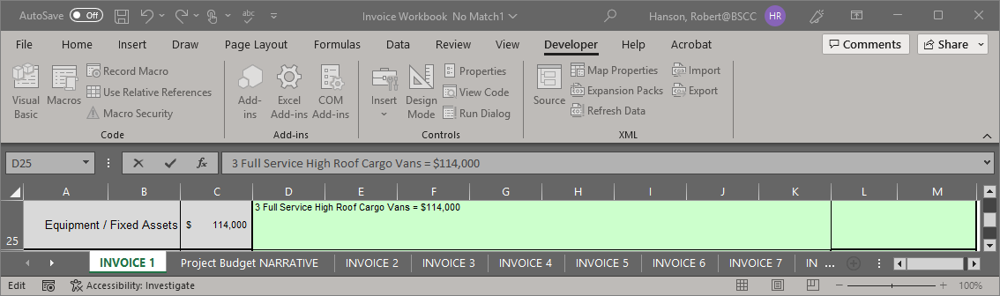 AutoSave Off abc Invoice Workbook No Match1 Hanson, Robert@BSCC HR
File Home Insert Draw Page Layout Formulas Data Review View Developer Help Acrobat Comments Share
Visual Basic
Macros
Record Macro
Use Relative References
Macro Security
Add-ins
Excel Add-ins
COM Add-ins
Insert
Design Mode
Properties
View Code
Run Dialog
Source
Map Properties
Expansion Packs
Refresh Data
Import
Export
Code Add-ins Controls XML
D25 fx 3 Full Service High Roof Cargo Vans = $114,000
A B C D E F G H I J K L M
3 Full Service High Roof Cargo Vans = $114,000
25 Equipment / Fixed Assets $ 114,000
INVOICE 1 Project Budget NARRATIVE INVOICE 2 INVOICE 3 INVOICE 4 INVOICE 5 INVOICE 6 INVOICE 7 IN ...
Edit Accessibility: Investigate 100%